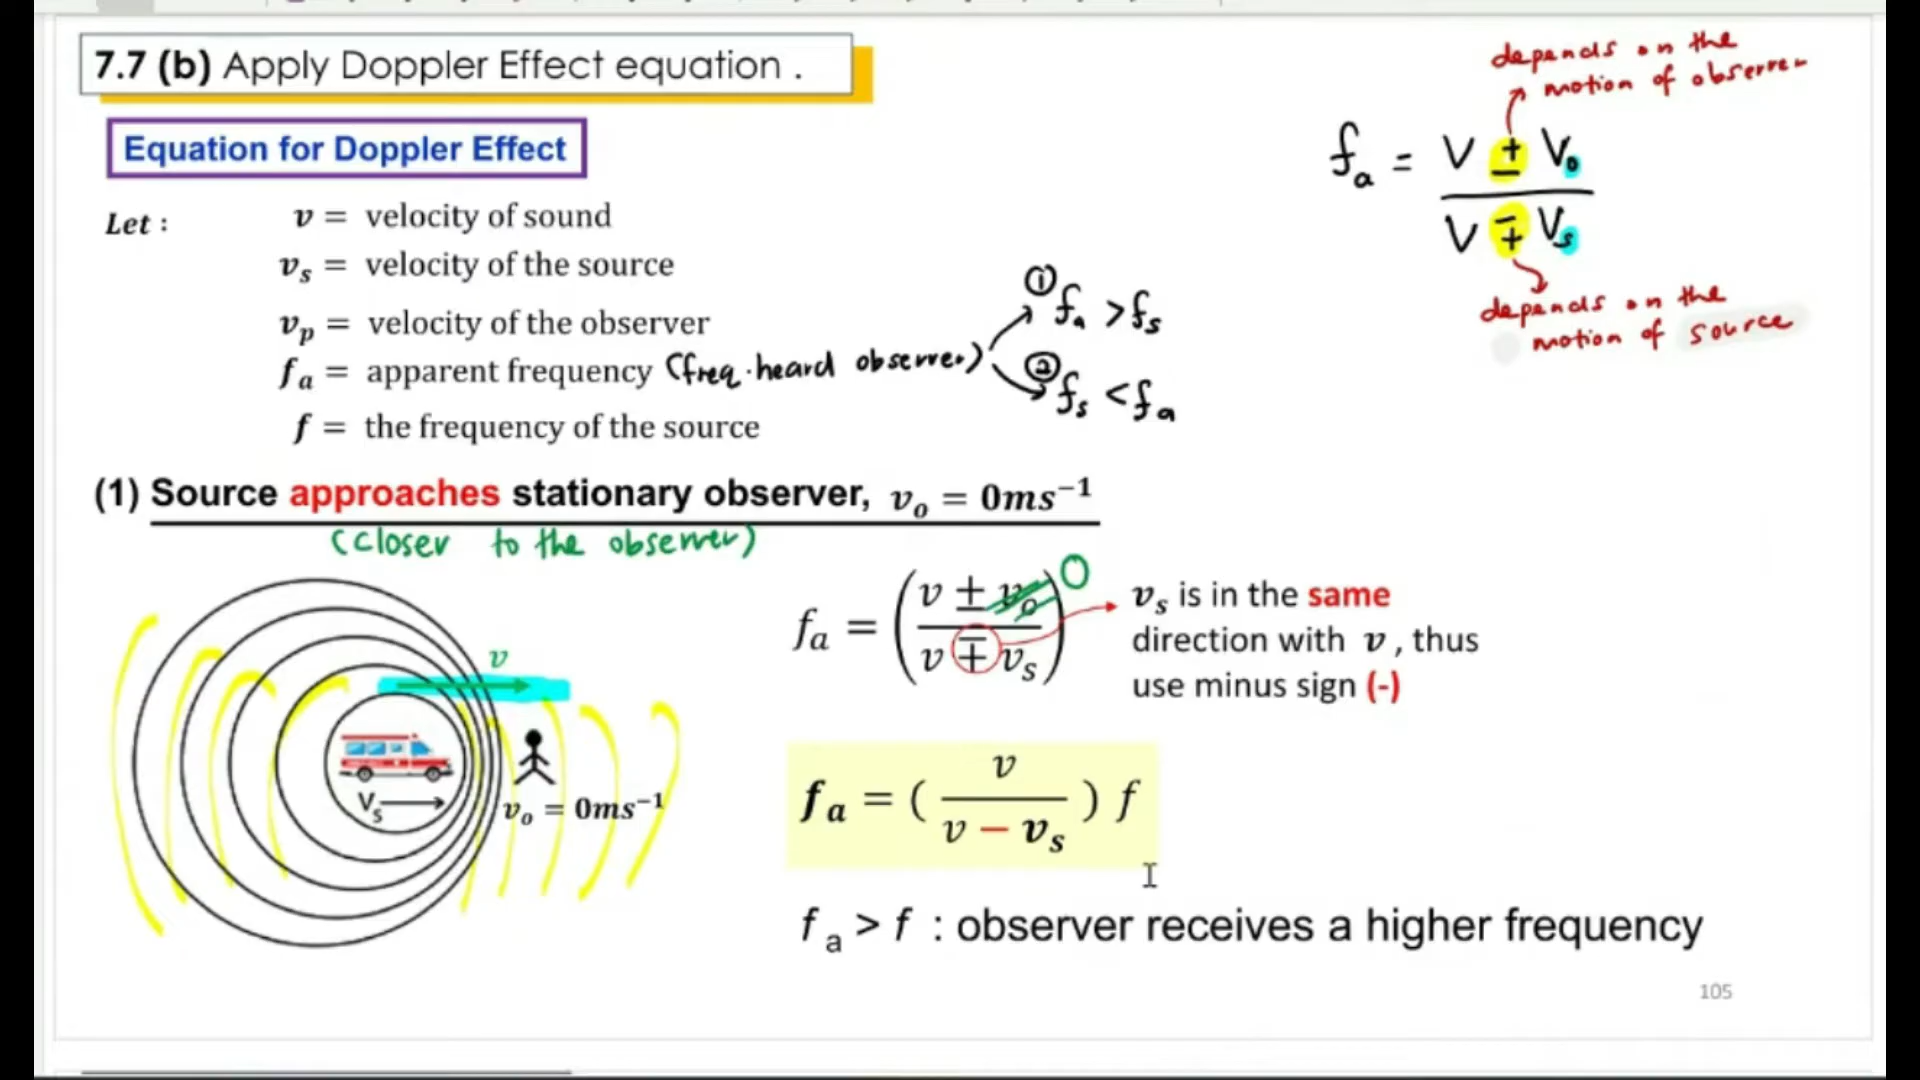 7.7 (b) Apply Doppler Effect equation .
Equation for Doppler Effect
Let :
v = velocity of sound
vₛ = velocity of the source
vₚ = velocity of the observer
fₐ = apparent frequency (freq. heard observer)
① fₐ > fₛ
② fₛ < fₐ
f = the frequency of the source
depends on the
motion of observer
fₐ = V ± Vₒ
V ∓ Vₛ
depends on the
motion of source
(1) Source approaches stationary observer, vₒ = 0ms⁻¹
(closer to the observer)
fₐ = (v ± vₒ / v ∓ vₛ) 0
vₛ is in the same
direction with v , thus
use minus sign (-)
v
Vₛ
vₒ = 0ms⁻¹
fₐ = ( v / v − vₛ ) f
fₐ > f : observer receives a higher frequency
105